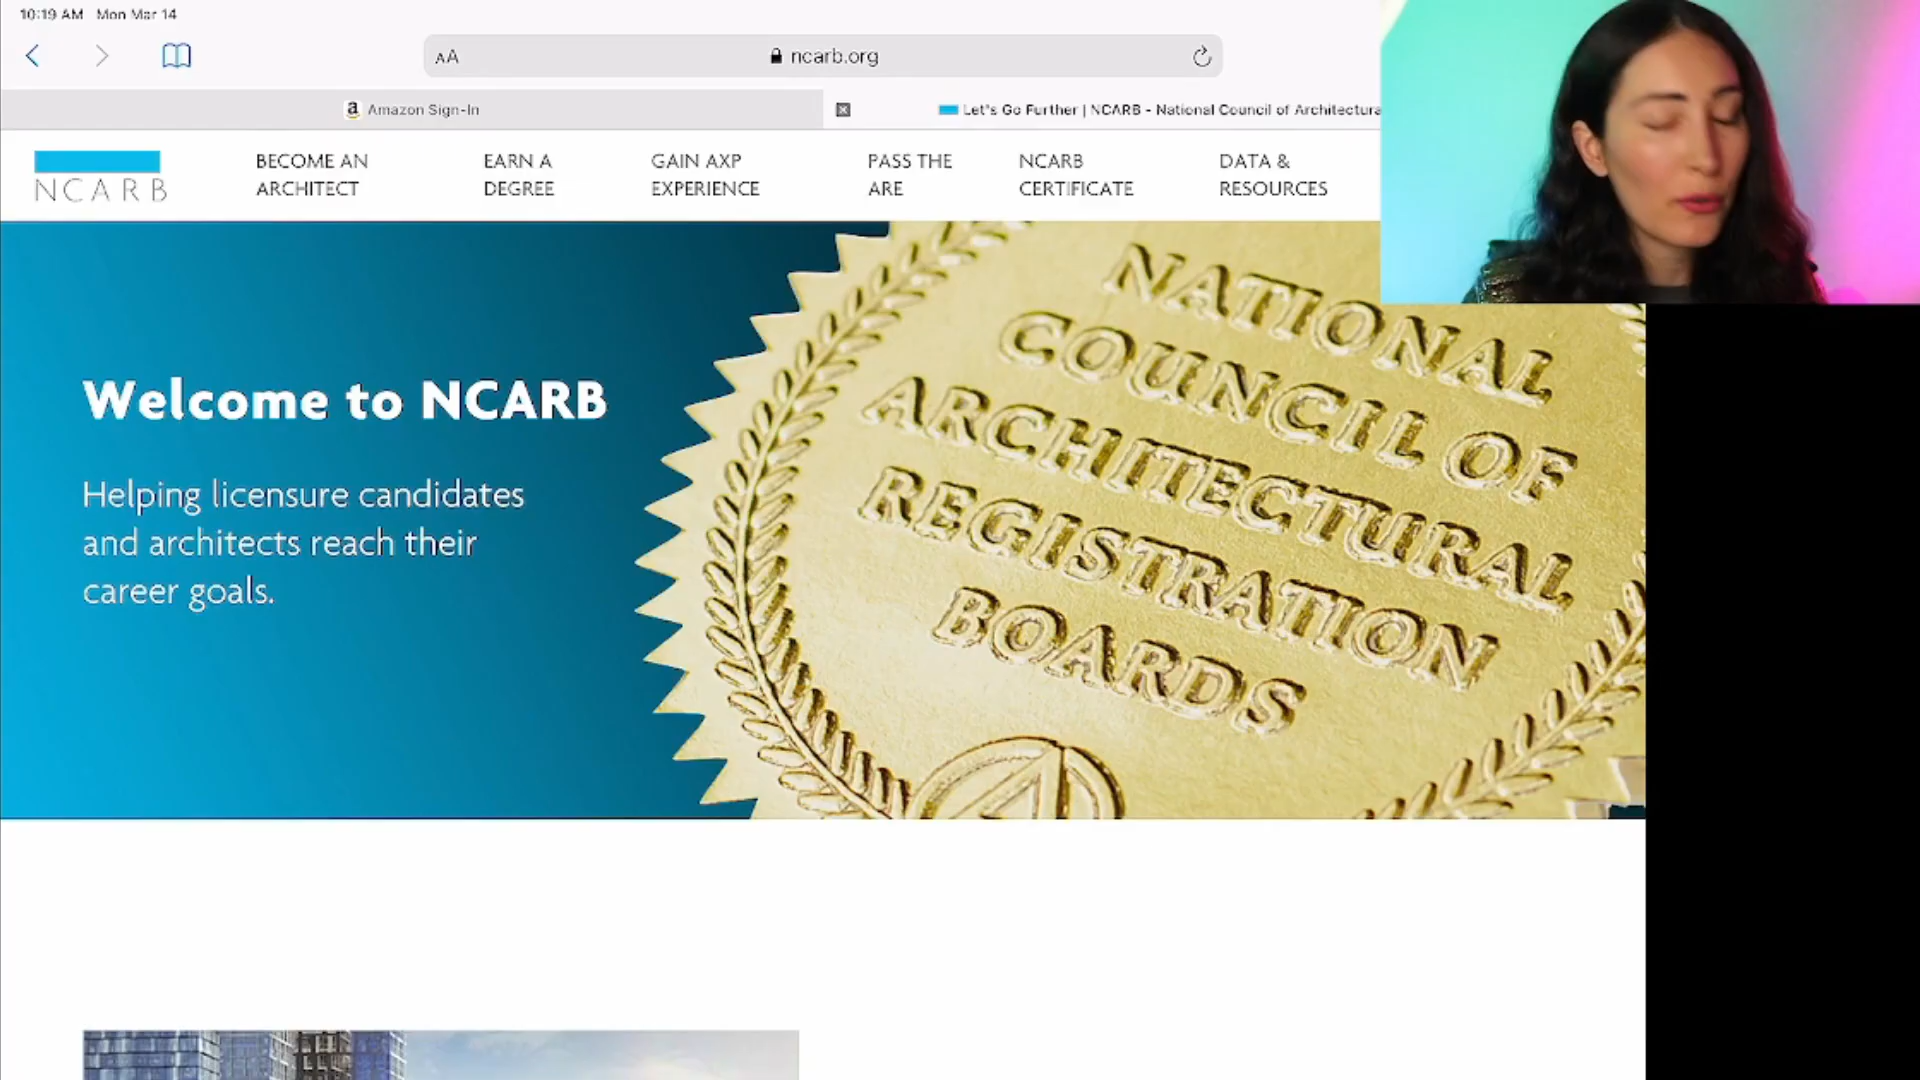 10:19 AM Mon Mar 14
AA
ncarb.org
a Amazon Sign-In
Let's Go Further | NCARB - National Council of Architectura
NCARB
BECOME AN
ARCHITECT
EARN A
DEGREE
GAIN AXP
EXPERIENCE
PASS THE
ARE
NCARB
CERTIFICATE
DATA &
RESOURCES
Welcome to NCARB
Helping licensure candidates
and architects reach their
career goals.
NATIONAL
COUNCIL OF
ARCHITECTURAL
REGISTRATION
BOARDS